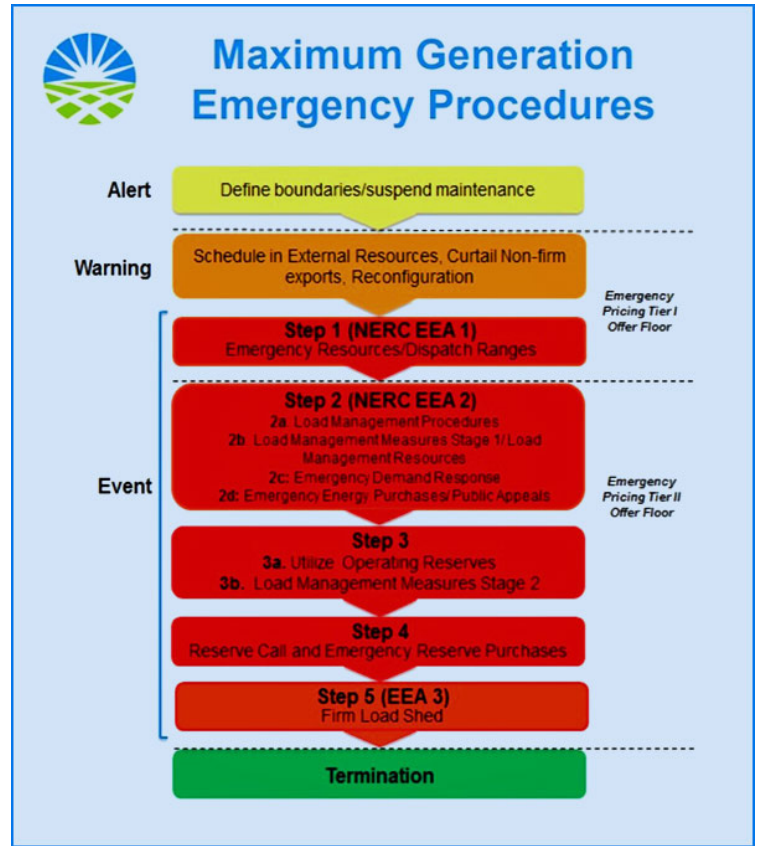 Maximum Generation
Emergency Procedures
Alert
Define boundaries/suspend maintenance
Warning
Schedule in External Resources, Curtail Non-firm
exports, Reconfiguration
Emergency
Pricing Tier I
Offer Floor
Event
Step 1 (NERC EEA 1)
Emergency Resources/Dispatch Ranges
Step 2 (NERC EEA 2)
2a: Load Management Procedures
2b: Load Management Measures Stage 1/ Load
Management Resources
2c: Emergency Demand Response
2d: Emergency Energy Purchases/ Public Appeals
Emergency
Pricing Tier II
Offer Floor
Step 3
3a. Utilize Operating Reserves
3b. Load Management Measures Stage 2
Step 4
Reserve Call and Emergency Reserve Purchases
Step 5 (EEA 3)
Firm Load Shed
Termination